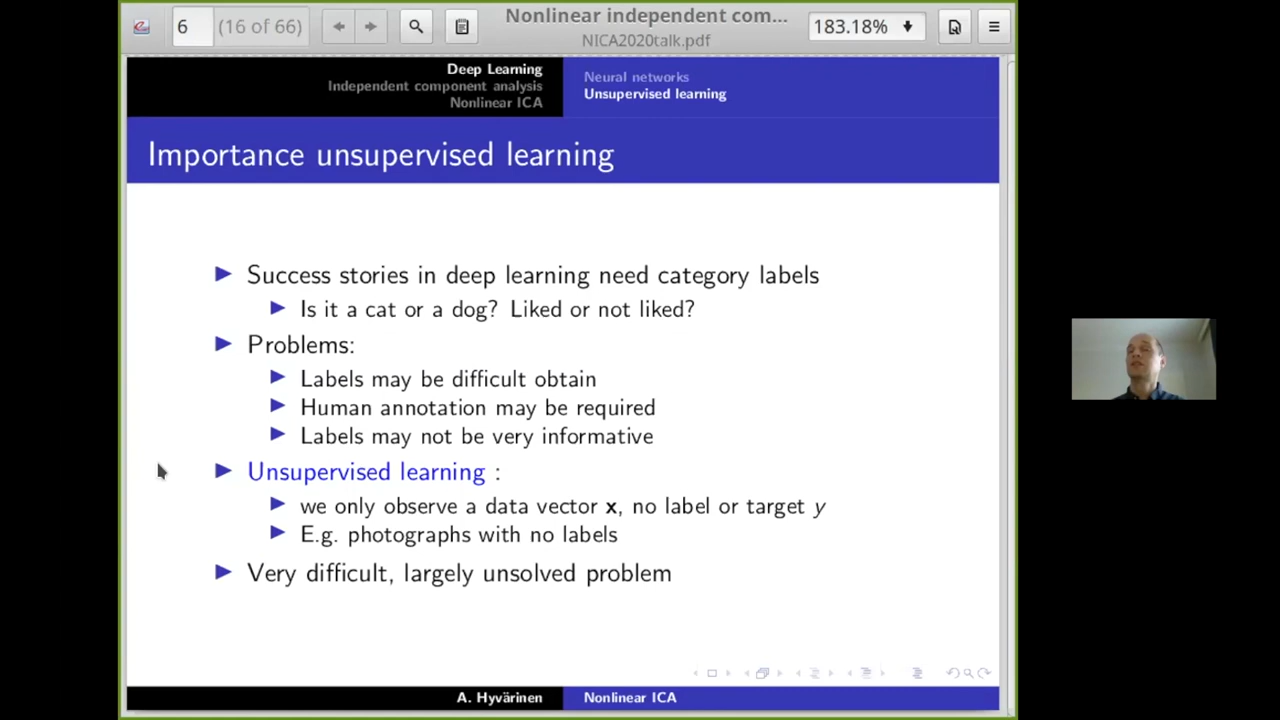 6 (16 of 66) Nonlinear independent com... 183.18%
NICA2020talk.pdf
Deep Learning
Independent component analysis
Nonlinear ICA
Neural networks
Unsupervised learning
Importance unsupervised learning
Success stories in deep learning need category labels
Is it a cat or a dog? Liked or not liked?
Problems:
Labels may be difficult obtain
Human annotation may be required
Labels may not be very informative
Unsupervised learning :
we only observe a data vector x, no label or target y
E.g. photographs with no labels
Very difficult, largely unsolved problem
A. Hyvärinen Nonlinear ICA